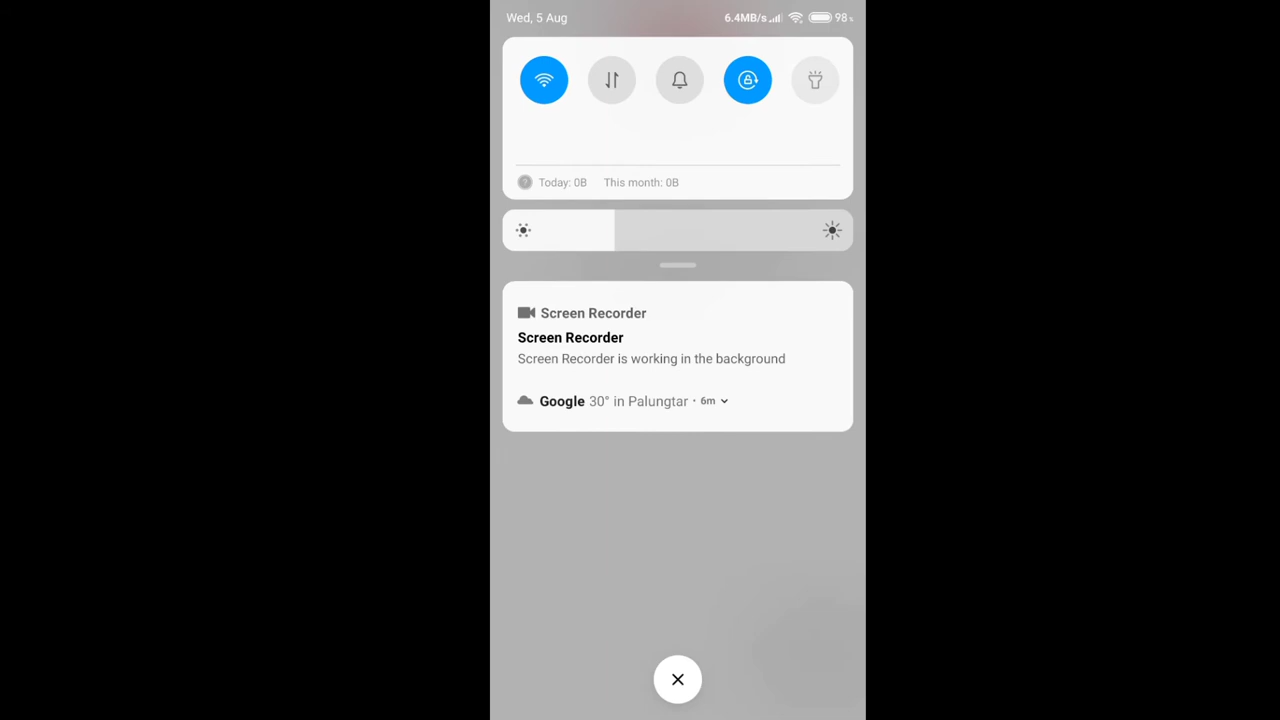 Wed, 5 Aug 6.4MB/s 98%
Today: 0B This month: 0B
Screen Recorder
Screen Recorder
Screen Recorder is working in the background
Google 30° in Palungtar · 6m